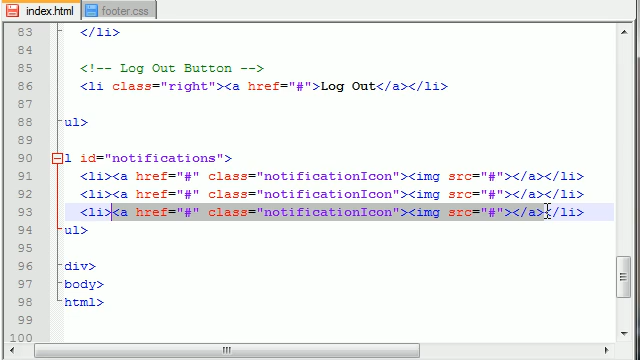 index.html footer.css
83 </li>
84
85 <!-- Log Out Button -->
86 <li class="right"><a href="#">Log Out</a></li>
87
88 ul>
89
90 l id="notifications">
91 <li><a href="#" class="notificationIcon"><img src="#"></a></li>
92 <li><a href="#" class="notificationIcon"><img src="#"></a></li>
93 <li><a href="#" class="notificationIcon"><img src="#"></a></li>
94 ul>
95
96 div>
97 body>
98 html>
99
100